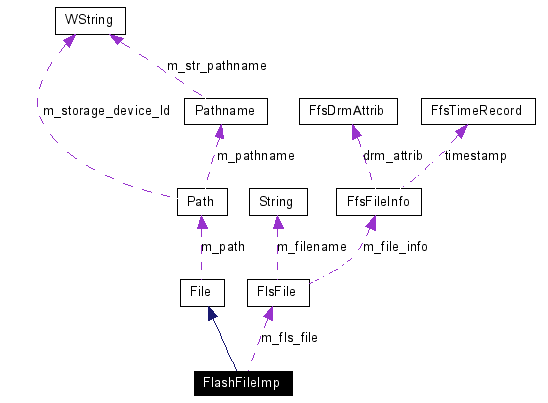 WString
m_str_pathname
m_storage_device_Id
Pathname
FfsDrmAttrib
FfsTimeRecord
m_pathname
drm_attrib
timestamp
Path
String
FfsFileInfo
m_path
m_filename
m_file_info
File
FlsFile
m_fls_file
FlashFileImp